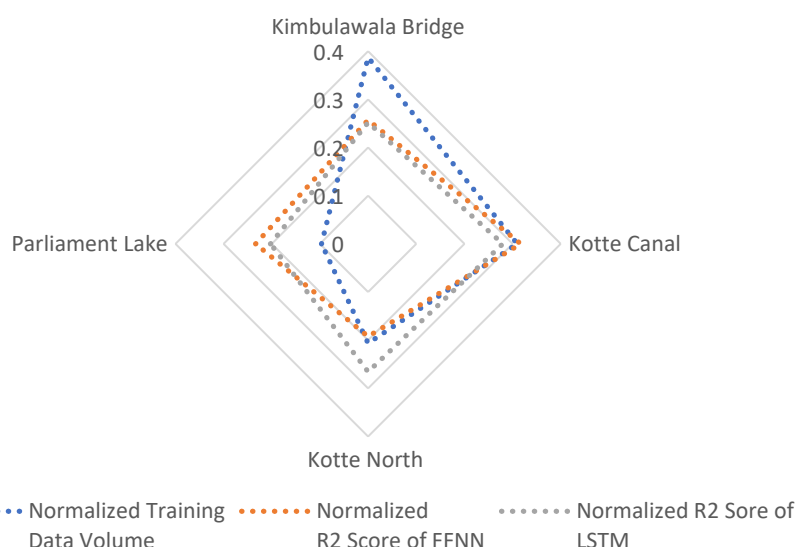 Kimbulawala Bridge
0.4
0.3
0.2
0.1
0
Parliament Lake
Kotte Canal
Kotte North
Normalized Training
Data Volume
Normalized
R2 Score of FFNN
Normalized R2 Sore of
LSTM